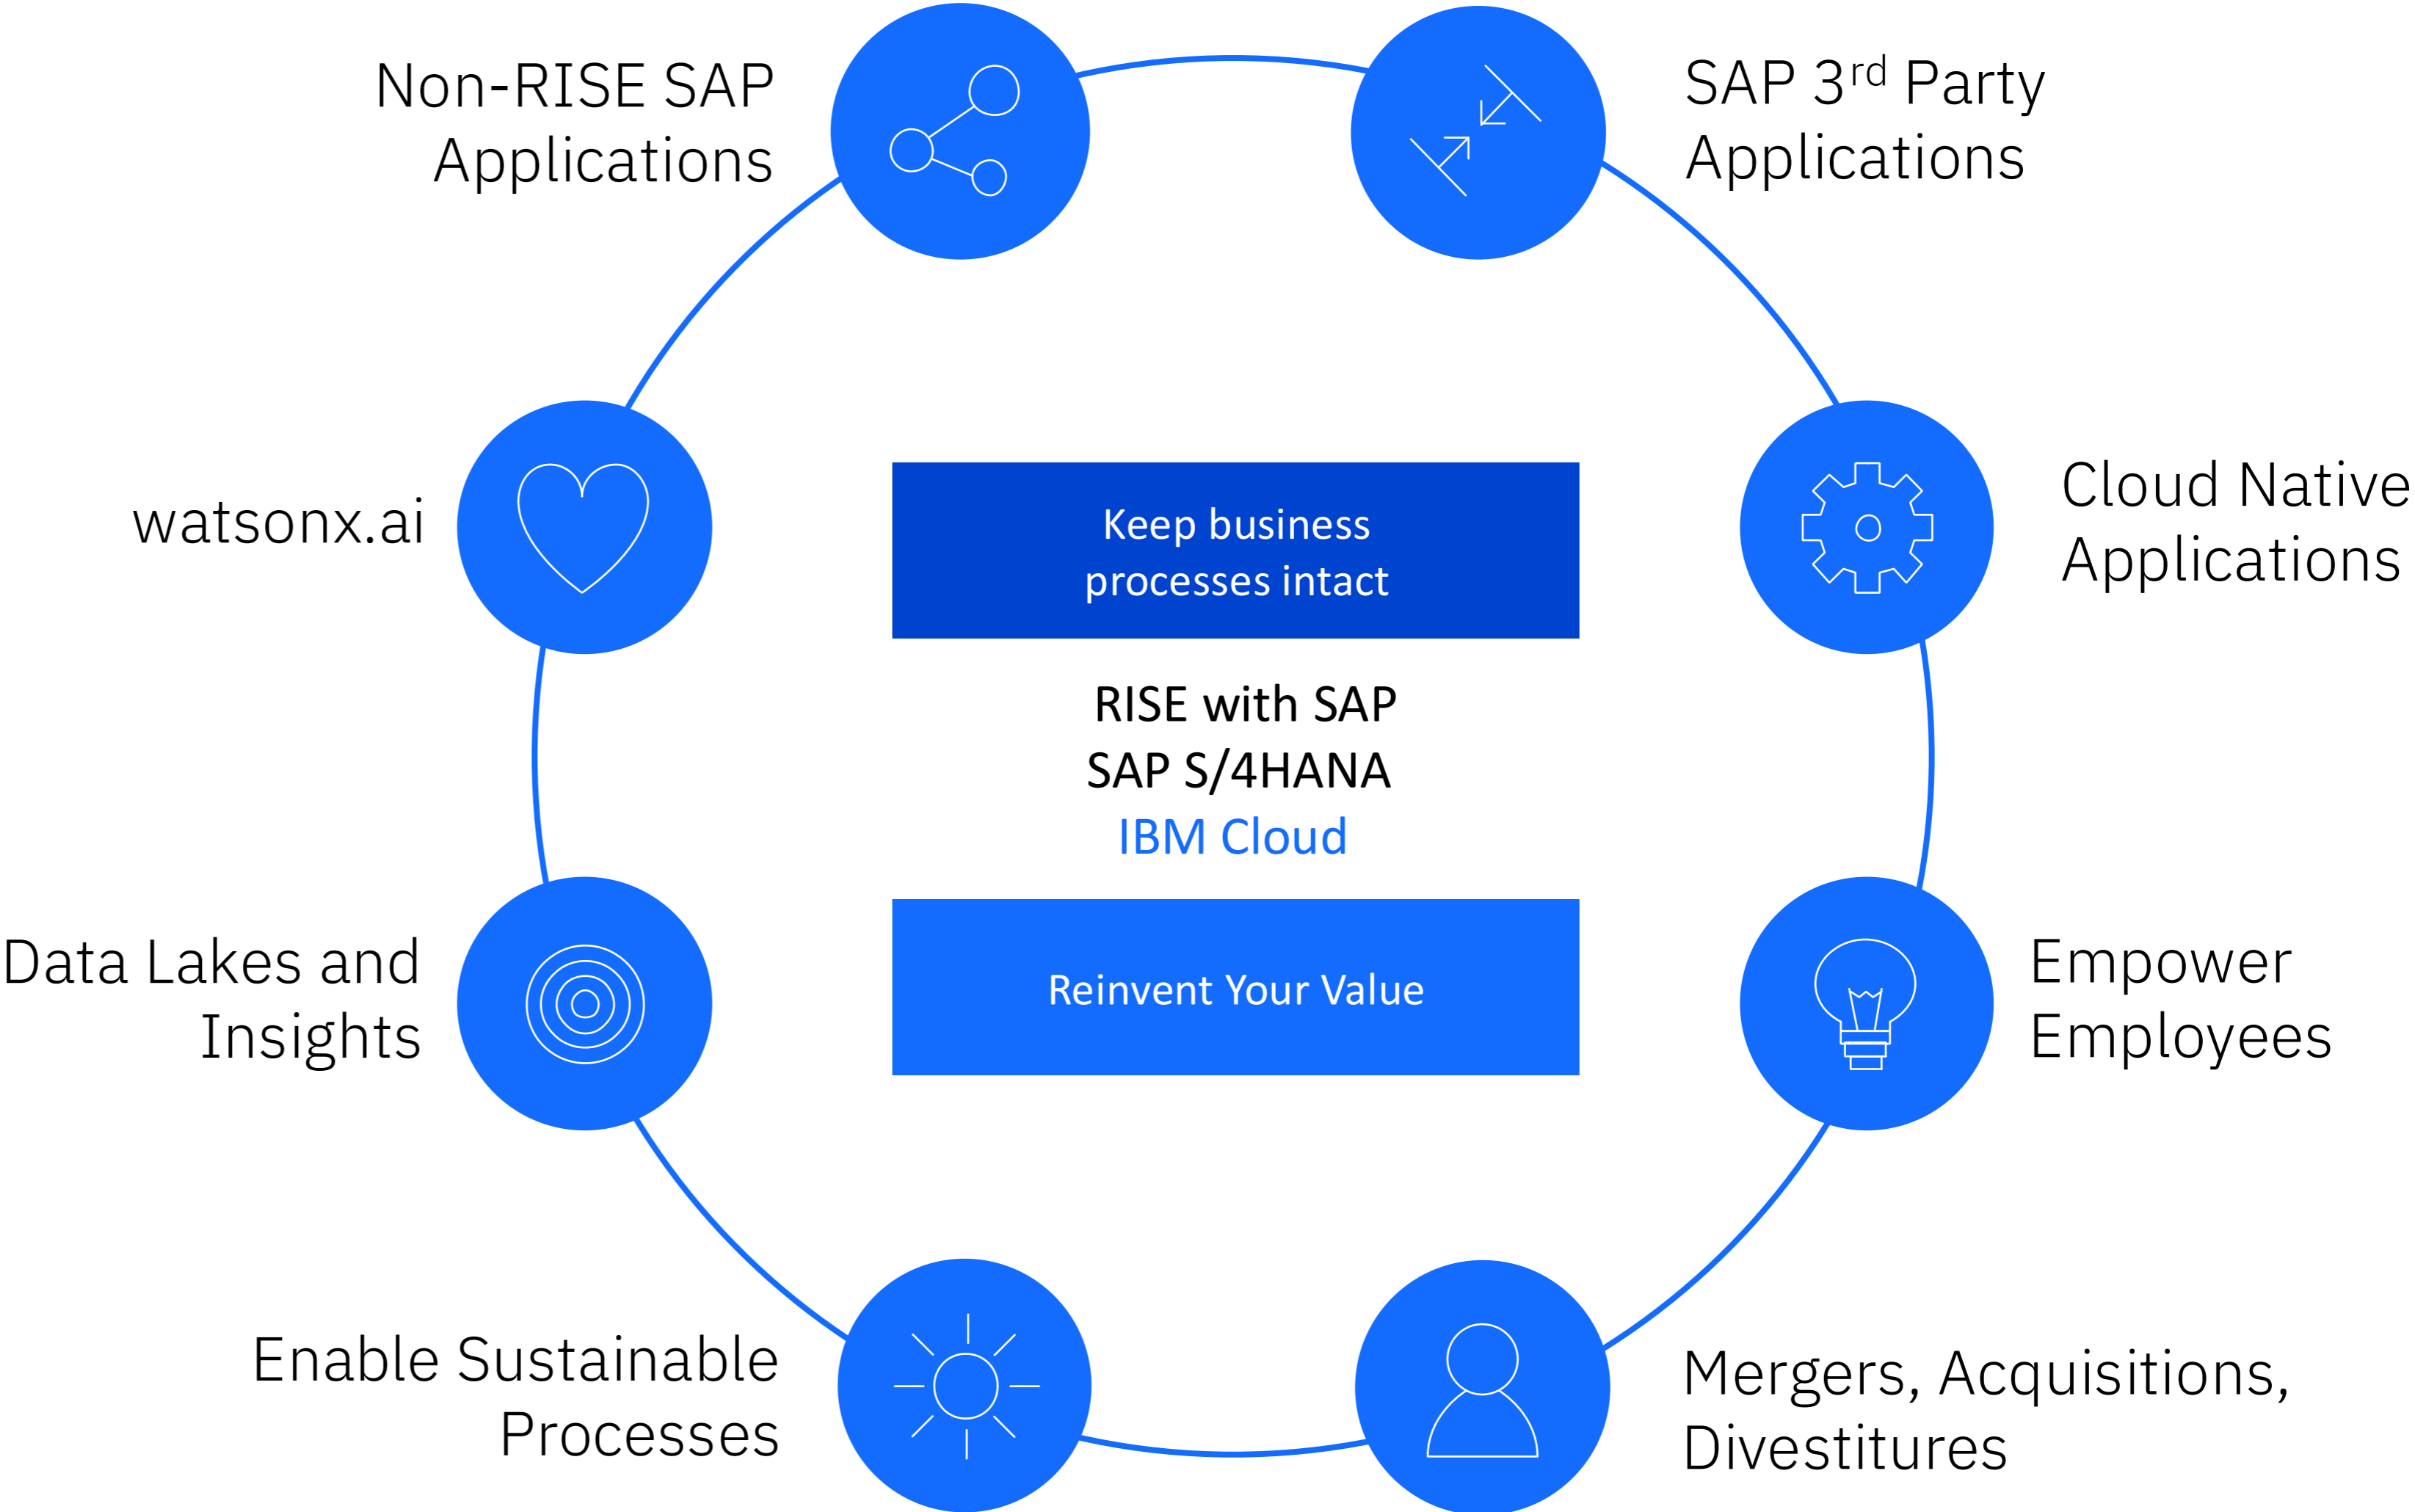 Non-RISE SAP
Applications
SAP 3rd Party
Applications
watsonx.ai
Cloud Native
Applications
Keep business
processes intact
RISE with SAP
SAP S/4HANA
IBM Cloud
Reinvent Your Value
Data Lakes and
Insights
Empower
Employees
Enable Sustainable
Processes
Mergers, Acquisitions,
Divestitures